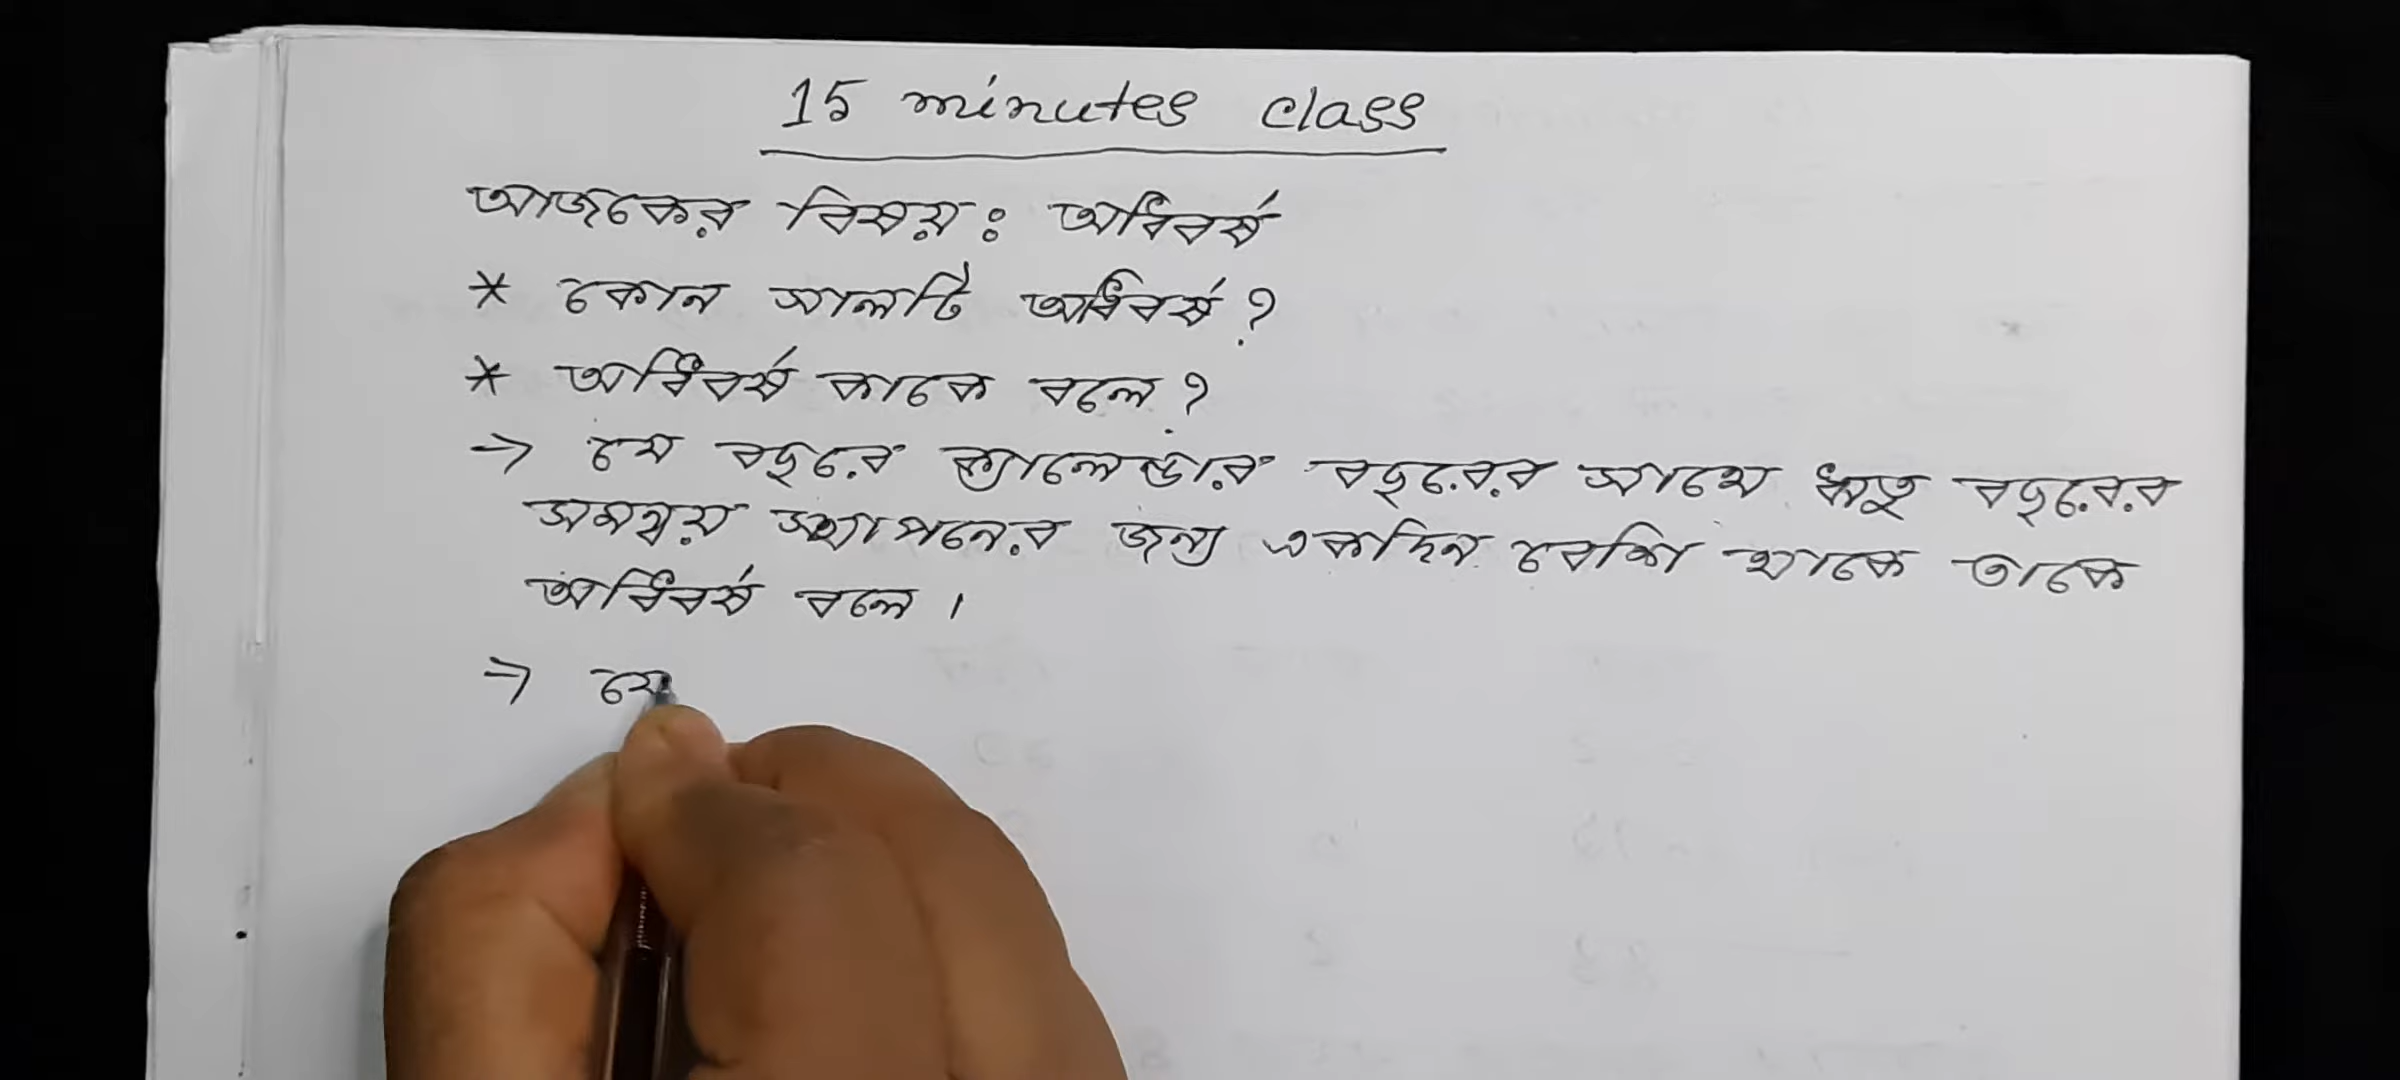 15 minutes class
আজকের বিষয়ঃ অধিবর্ষ
* কোন সালটি অধিবর্ষ?
* অধিবর্ষ কাকে বলে?
→ যে বছরে ক্যালেন্ডার বছরের সাথে ঋতু বছরের
সমন্বয় স্থাপনের জন্য একদিন বেশি থাকে তাকে
অধিবর্ষ বলে।
→ যে